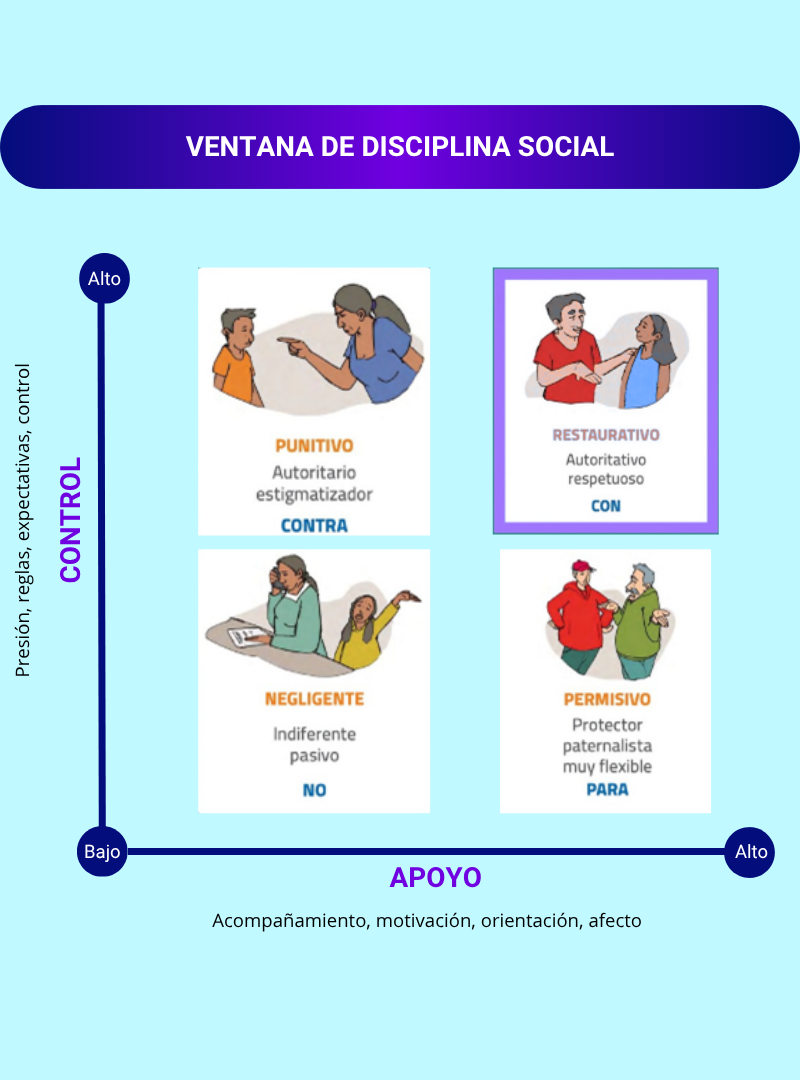 VENTANA DE DISCIPLINA SOCIAL
Alto
Presión, reglas, expectativas, control
CONTROL
PUNITIVO
Autoritario
estigmatizador
CONTRA
RESTAURATIVO
Autoritativo
respetuoso
CON
NEGLIGENTE
Indiferente
pasivo
NO
PERMISIVO
Protector
paternalista
muy flexible
PARA
Bajo
Alto
APOYO
Acompañamiento, motivación, orientación, afecto